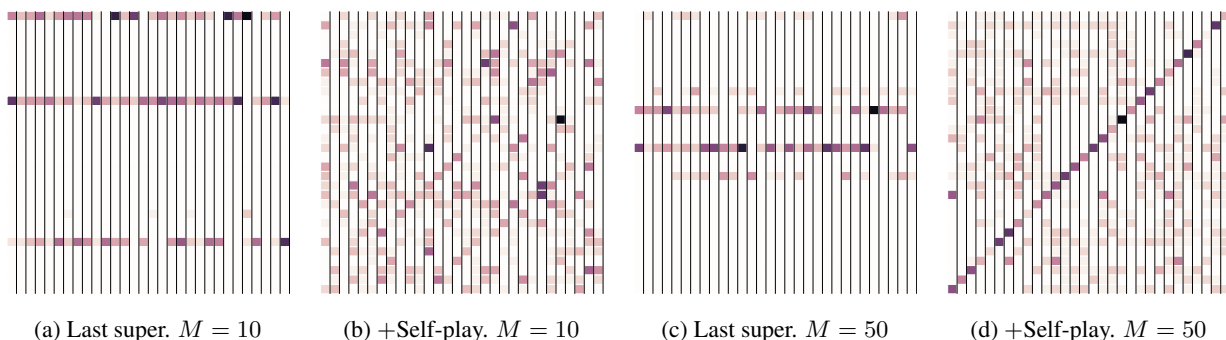 (a) Last super. M = 10
(b) +Self-play. M = 10
(c) Last super. M = 50
(d) +Self-play. M = 50